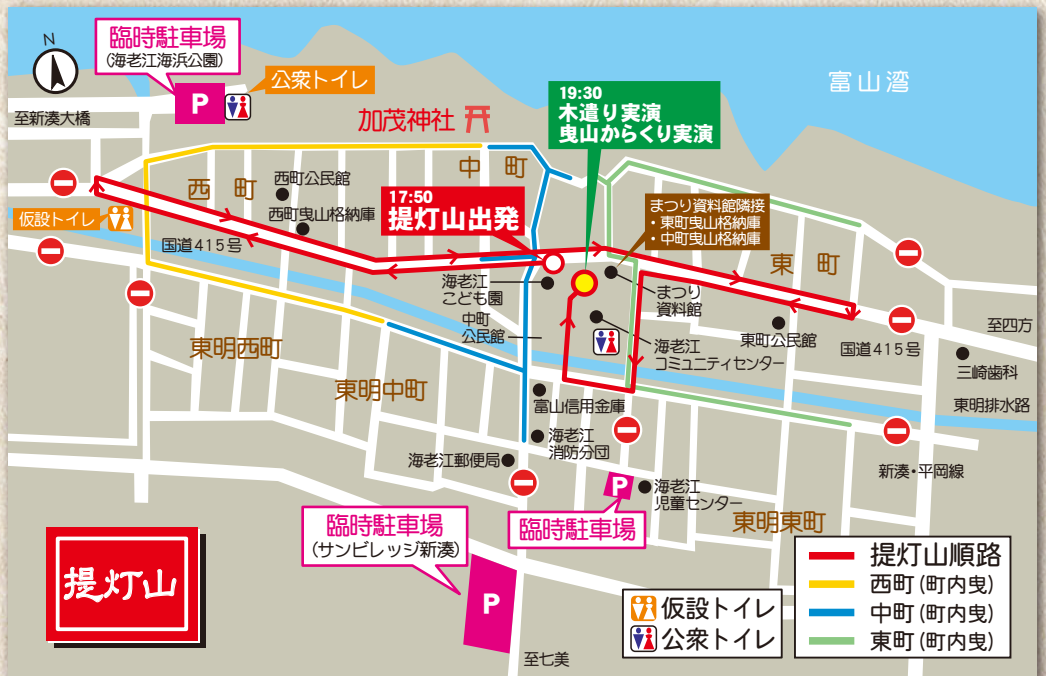 N
臨時駐車場
(海老江海浜公園)
P
公衆トイレ
至新湊大橋
加茂神社
富山湾
19:30
木遣り実演
曳山からくり実演
西町
西町公民館
西町曳山格納庫
中町
17:50
提灯山出発
まつり資料館隣接
・東町曳山格納庫
・中町曳山格納庫
仮設トイレ
国道415号
東町
海老江
こども園
まつり
資料館
中町
公民館
海老江
コミュニティセンター
東町公民館
国道415号
至四方
三崎歯科
東明排水路
東明西町
東明中町
富山信用金庫
海老江
消防分団
海老江郵便局
新湊・平岡線
P
海老江
児童センター
臨時駐車場
東明東町
臨時駐車場
(サンビレッジ新湊)
P
至七美
提灯山
仮設トイレ
公衆トイレ
提灯山順路
西町(町内曳)
中町(町内曳)
東町(町内曳)